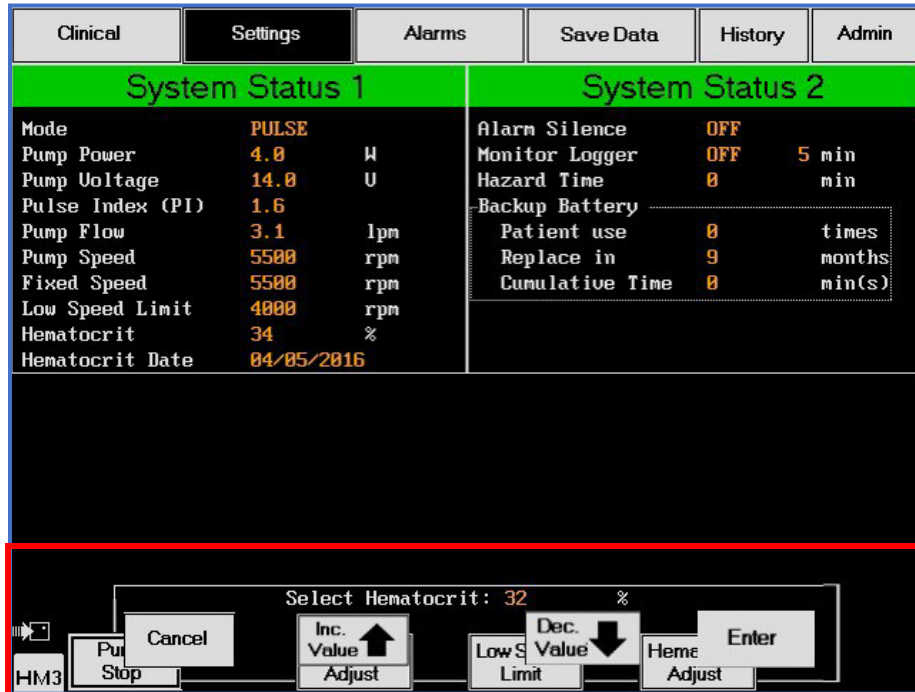 Clinical Settings Alarms Save Data History Admin
System Status 1
Mode PULSE
Pump Power 4.0 W
Pump Voltage 14.0 V
Pulse Index (PI) 1.6
Pump Flow 3.1 lpm
Pump Speed 5500 rpm
Fixed Speed 5500 rpm
Low Speed Limit 4000 rpm
Hematocrit 34 %
Hematocrit Date 04/05/2016
System Status 2
Alarm Silence OFF
Monitor Logger OFF 5 min
Hazard Time 0 min
Backup Battery
Patient use 0 times
Replace in 9 months
Cumulative Time 0 min(s)
Select Hematocrit: 32 %
Cancel
Inc.
Value
Dec.
Value
Enter
HM3
Stop
Adjust
Low S
Limit
Adjust